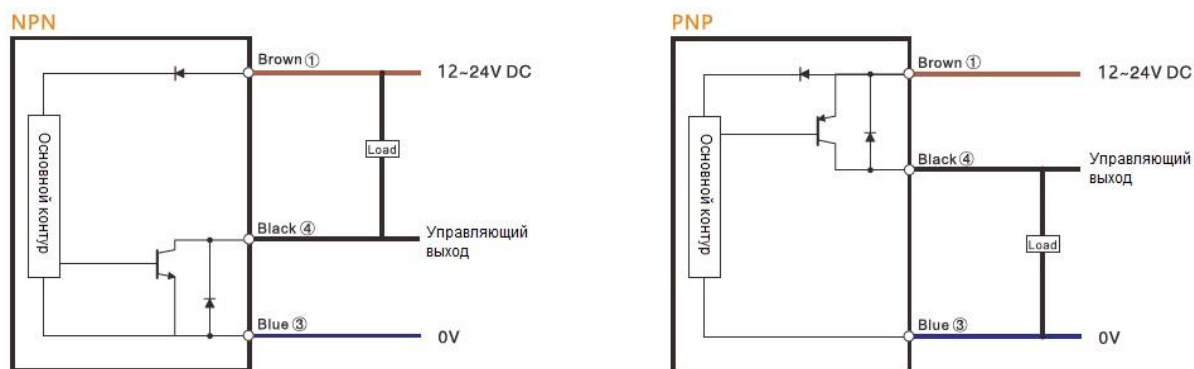 NPN
Brown ①
12~24V DC
Основной контур
Load
Black ④
Управляющий
выход
Blue ③
0V
PNP
Brown ①
12~24V DC
Основной контур
Black ④
Управляющий
выход
Load
Blue ③
0V